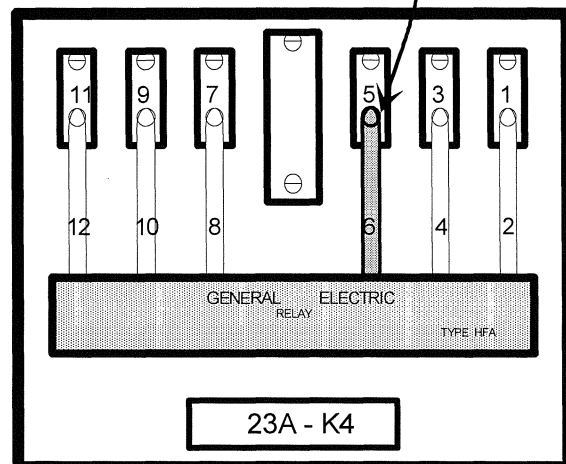 11 9 7 5 3 1
12 10 8 6 4 2
GENERAL ELECTRIC
RELAY
TYPE HFA
23A - K4